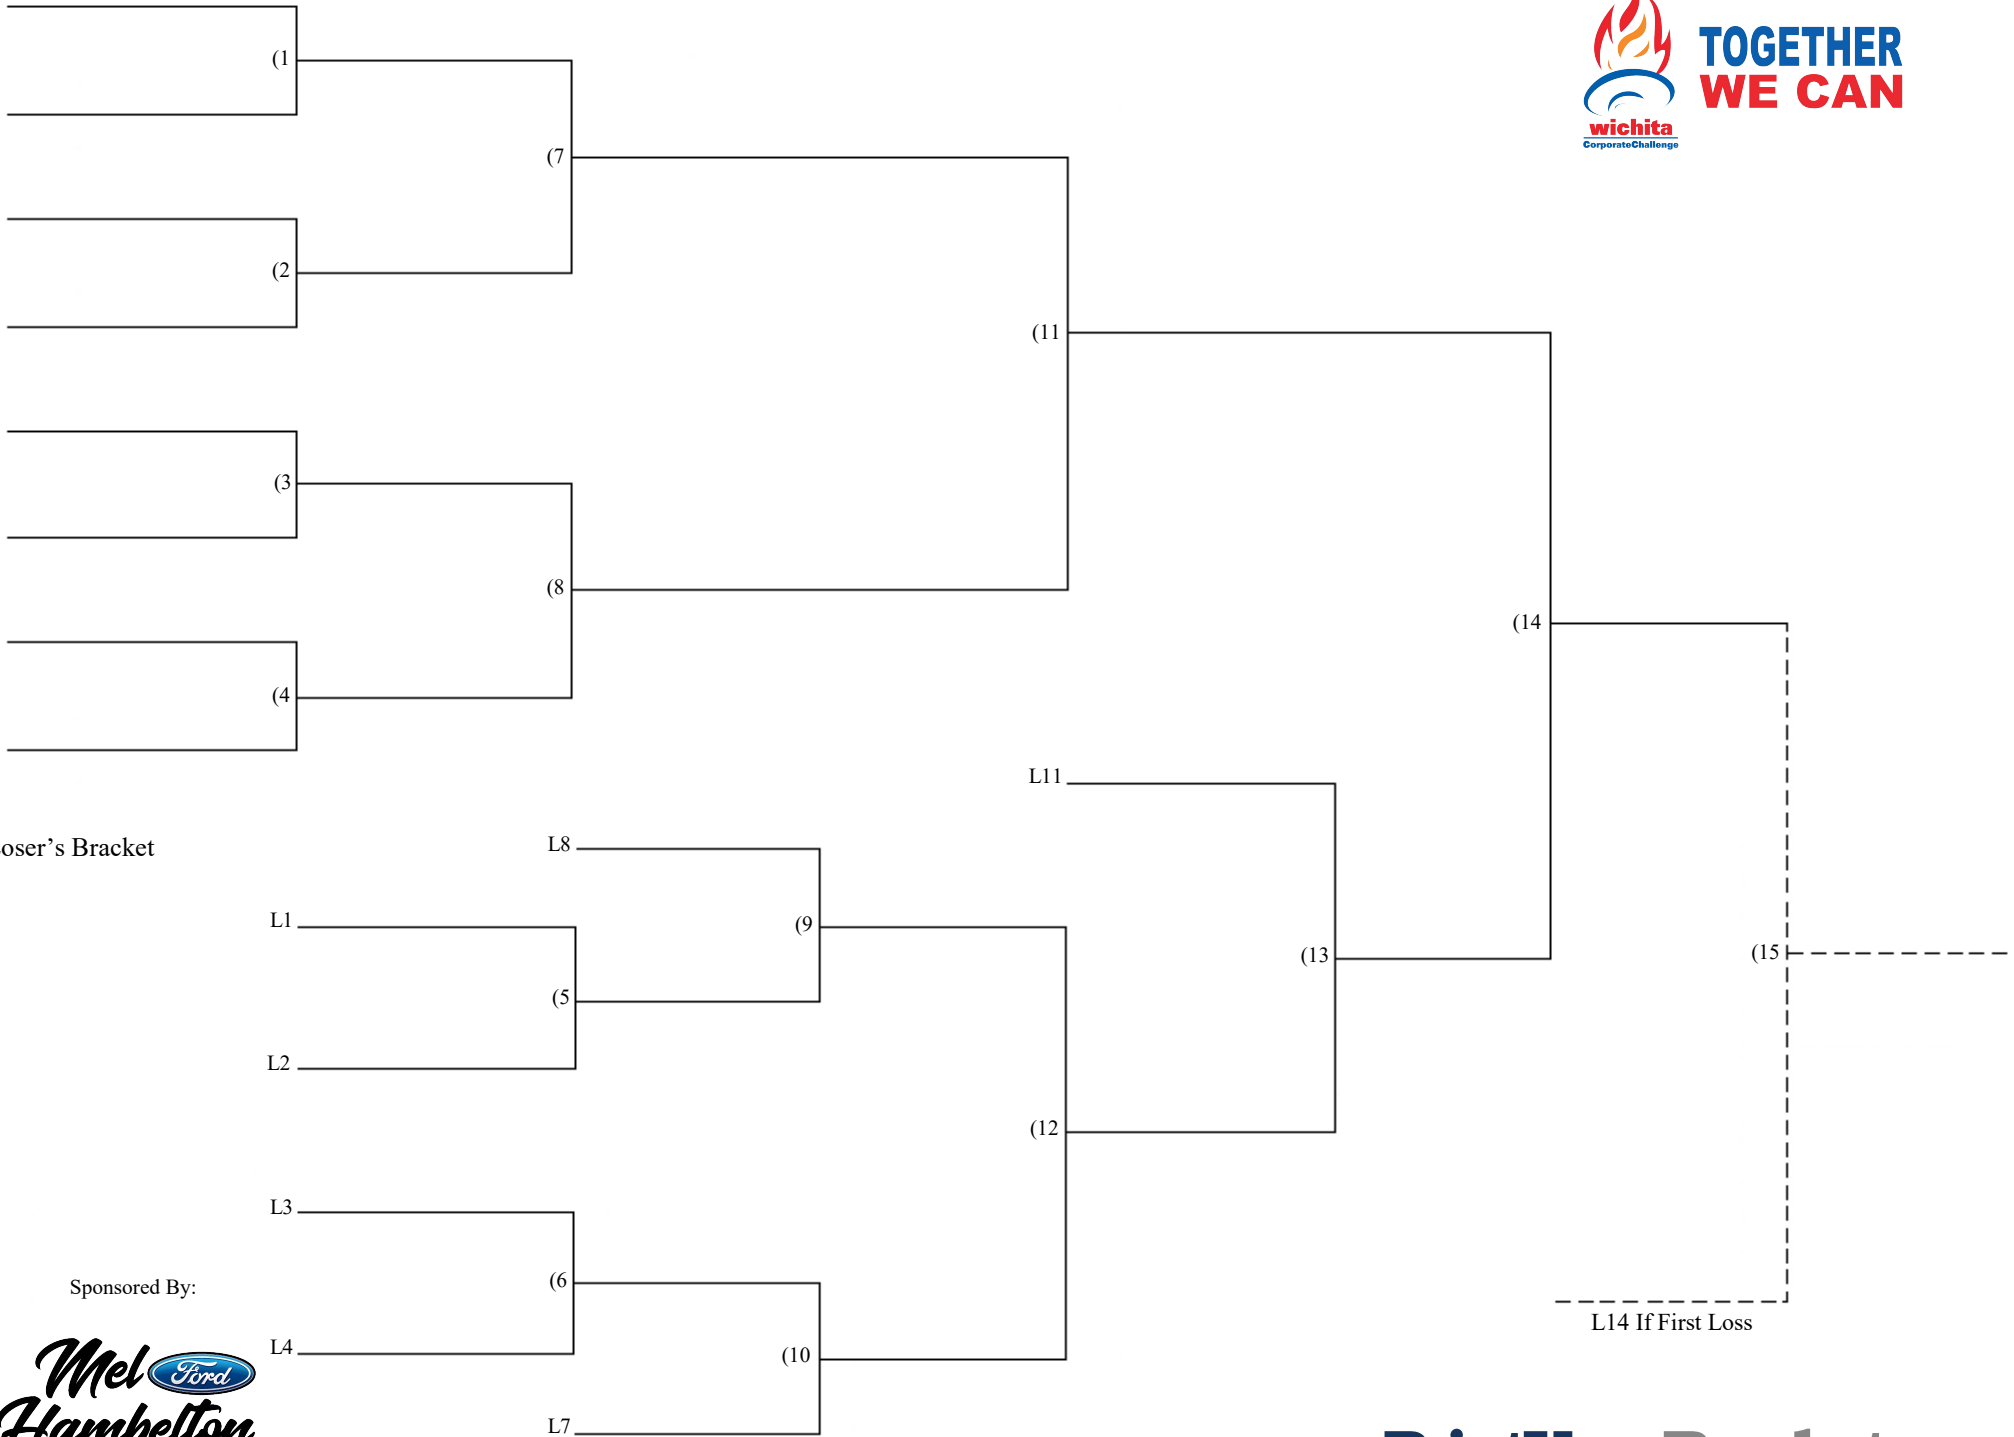 TOGETHER
WE CAN
wichita
CorporateChallenge
(1
(7
(2
(11
(3
(8
(14
(4
L11
L8
oser’s Bracket
L1
(9
(15
(13
(5
L2
(12
L3
(6
Sponsored By:
L14 If First Loss
L4
(10
Mel Ford
Hambelton
L7